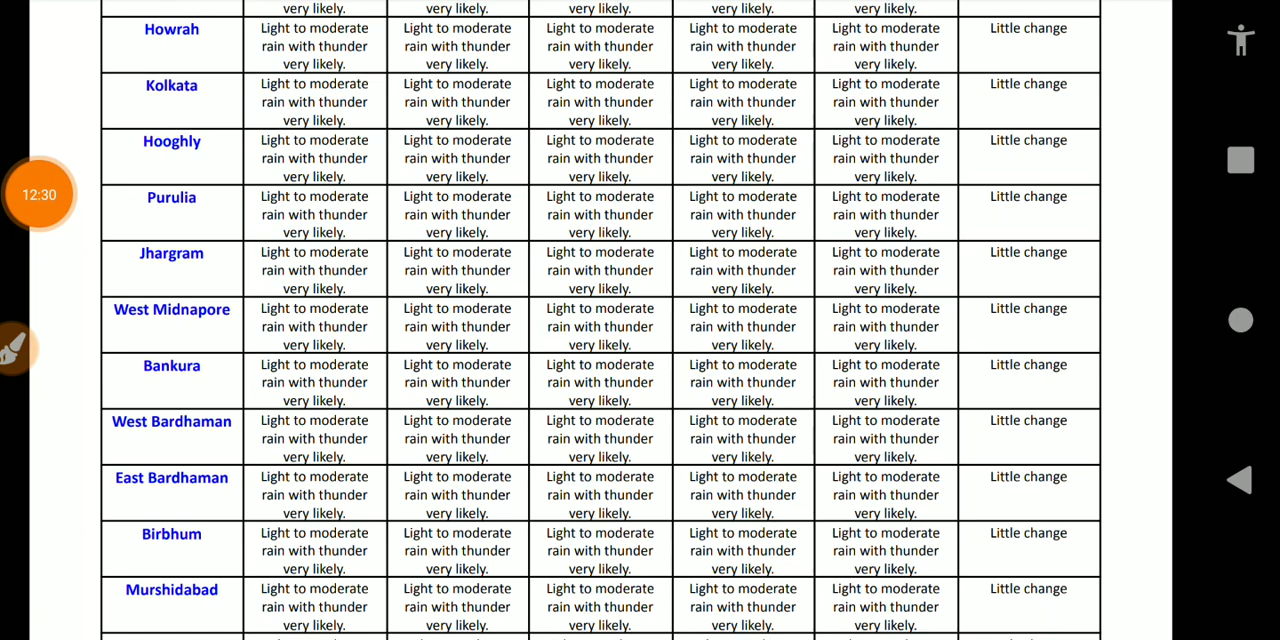 very likely. very likely. very likely. very likely. very likely.
Howrah Light to moderate Light to moderate Light to moderate Light to moderate Light to moderate Little change
rain with thunder rain with thunder rain with thunder rain with thunder rain with thunder
very likely. very likely. very likely. very likely. very likely.
Kolkata Light to moderate Light to moderate Light to moderate Light to moderate Light to moderate Little change
rain with thunder rain with thunder rain with thunder rain with thunder rain with thunder
very likely. very likely. very likely. very likely. very likely.
Hooghly Light to moderate Light to moderate Light to moderate Light to moderate Light to moderate Little change
rain with thunder rain with thunder rain with thunder rain with thunder rain with thunder
very likely. very likely. very likely. very likely. very likely.
12:30
Purulia Light to moderate Light to moderate Light to moderate Light to moderate Light to moderate Little change
rain with thunder rain with thunder rain with thunder rain with thunder rain with thunder
very likely. very likely. very likely. very likely. very likely.
Jhargram Light to moderate Light to moderate Light to moderate Light to moderate Light to moderate Little change
rain with thunder rain with thunder rain with thunder rain with thunder rain with thunder
very likely. very likely. very likely. very likely. very likely.
West Midnapore Light to moderate Light to moderate Light to moderate Light to moderate Light to moderate Little change
rain with thunder rain with thunder rain with thunder rain with thunder rain with thunder
very likely. very likely. very likely. very likely. very likely.
Bankura Light to moderate Light to moderate Light to moderate Light to moderate Light to moderate Little change
rain with thunder rain with thunder rain with thunder rain with thunder rain with thunder
very likely. very likely. very likely. very likely. very likely.
West Bardhaman Light to moderate Light to moderate Light to moderate Light to moderate Light to moderate Little change
rain with thunder rain with thunder rain with thunder rain with thunder rain with thunder
very likely. very likely. very likely. very likely. very likely.
East Bardhaman Light to moderate Light to moderate Light to moderate Light to moderate Light to moderate Little change
rain with thunder rain with thunder rain with thunder rain with thunder rain with thunder
very likely. very likely. very likely. very likely. very likely.
Birbhum Light to moderate Light to moderate Light to moderate Light to moderate Light to moderate Little change
rain with thunder rain with thunder rain with thunder rain with thunder rain with thunder
very likely. very likely. very likely. very likely. very likely.
Murshidabad Light to moderate Light to moderate Light to moderate Light to moderate Light to moderate Little change
rain with thunder rain with thunder rain with thunder rain with thunder rain with thunder
very likely. very likely. very likely. very likely. very likely.